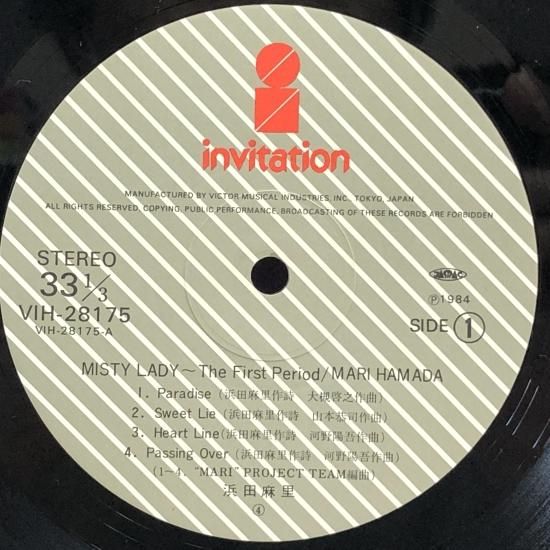 invitation
MANUFACTURED BY VICTOR MUSICAL INDUSTRIES, INC. TOKYO, JAPAN
ALL RIGHTS RESERVED, COPYING, PUBLIC PERFORMANCE, BROADCASTING OF THESE RECORDS ARE FORBIDDEN
STEREO
33 1/3
VIH-28175
VIH-28175-A
JASRAC
Ⓟ1984
SIDE ①
MISTY LADY~The First Period/MARI HAMADA
1. Paradise (浜田麻里作詩 大槻啓之作曲)
2. Sweet Lie (浜田麻里作詩 山本恭司作曲)
3. Heart Line(浜田麻里作詩 河野陽吾作曲)
4. Passing Over (浜田麻里作詩 河野陽吾作曲)
(1~4. "MARI" PROJECT TEAM編曲)
浜田麻里
④